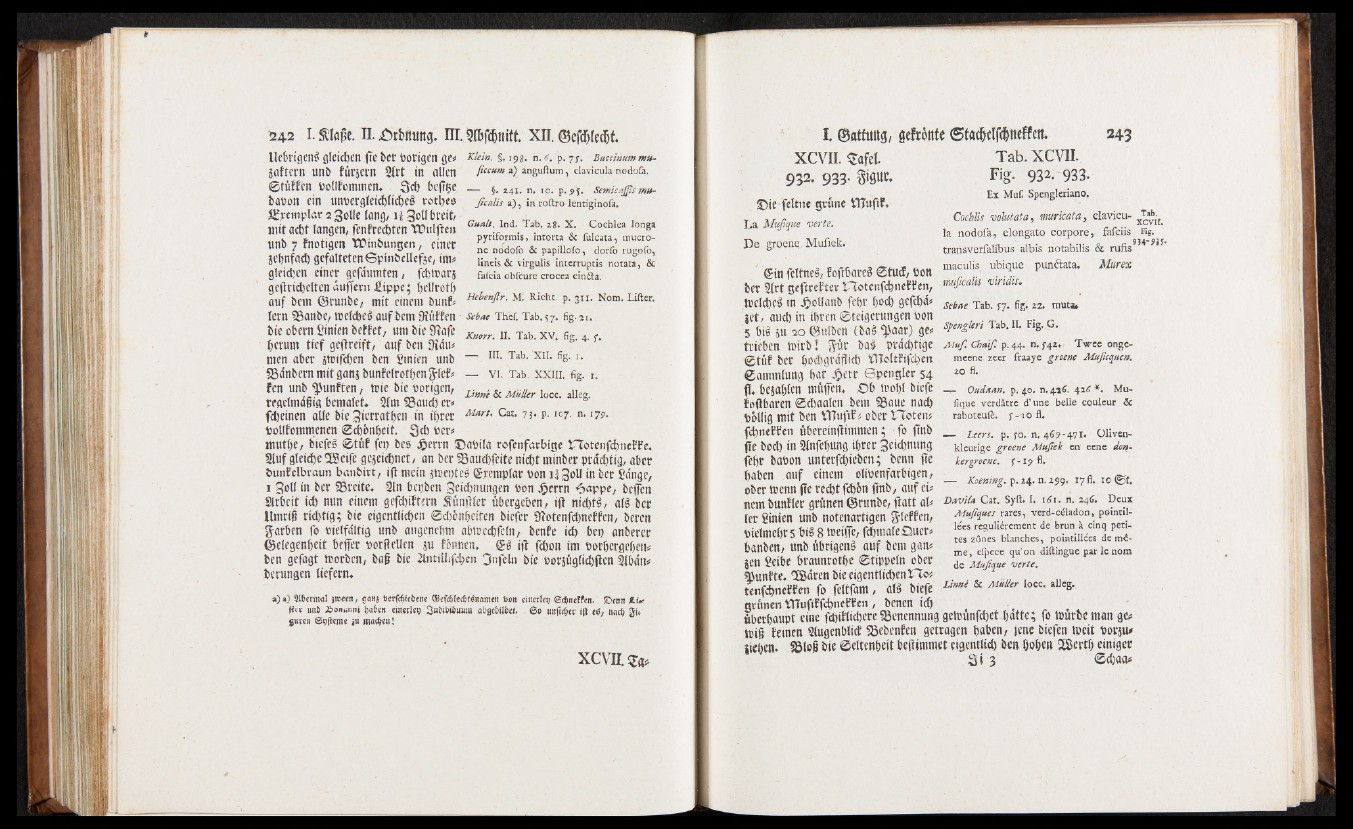 242 I. Klaße. II. Ordnung. III. Abschnitt. XII. Geschlecht.
Uebrigens gleichen sie der vorigen ge=
zaktern und kürzern Art in allen
Stükken vollkommen. Ich besitze
davon ein unvergleichliches rothes
Exemplar 2 Zolle lang, 1¼ Zoll breit,
mit acht langen, senkrechten Wulsten
und 7 knotigen Windungen, einer
zehnfach gefalteten Spindellefze, im=
gleichen einer gesäumten, schwarz
gestrichelten äussern Lippe; hellroth
auf dem Grunde, mit einem dunk=
lern Bande, welches auf dem Rükken
die obern Linien dekket, um die Nase
herum tief gestreift, auf den Räu=
men aber zwischen den Linien und
Bändern mit ganz dunkelrothen Flek=
ken und Punkten, wie die vorigen,
regelmäßig bemalet. Am Bauch er=
scheinen alle die Zierrathen in ihrer
vollkommenen Schönheit. Ich ver=
muthe, dieses Stük sey des Herrn Davila rosenfarbige Notenschnekke.
Auf gleiche Weise gezeichnet, an der Bauchseite nicht minder prächtig, aber
dunkelbraun bandirt, ist mein zweytes Exemplar von 1¾ Zoll in der Länge,
1 Zoll in der Breite. An beyden Zeichnungen von Herrn Happe, dessen
Arbeit ich nun einem geschiktern Künstler übergeben, ist nichts, als der
Umriß richtig; die eigentlichen Schönheiten dieser Notenschnekken, deren
Farben so vielfältig und angenehm abwechseln, denke ich bey anderer
Gelegenheit besser vorstellen zu können. Es ist schon im vorhergehen=
den gesagt worden, daß die Antillischen Inseln die vorzüglichsten Abän=
derungen liefern.
Klein. §. 198. n. 6. p. 75. Buccinum mu-
sicum a) angustum, clavicula nodosa.
— §. 241. n. 10. p. 95. Semicassis mu-
sicalis a), in rostro lentiginosa.
Gualt. Ind. Tab. 28. X. Cochlea longa
pyriformis, intorta & sulcata, mucro-
ne nodoso & papilloso, dorso rugoso,
lineis & virgulis interruptis notata, &
fascia obscure crocea cincta.
Hebenstr. M. Richt. p. 311. Nom. Lister.
Sebae Thes. Tab. 57. fig. 21.
Knorr. II. Tab. XV. fig. 4. 5.
— III. Tab. XII. fig. 1.
— VI. Tab. XXIII. fig. 1.
Linné & Müller locc. alleg.
Mart. Cat. 73. p. 107. n. 179.
a) a) Abermal zween, ganz verschiedene Geschlechtsnamen von einerley Schnekken. Denn Li=
ster und Bonanni haben einerley Individuum abgebildet. So unsicher ist es, nach Fi=
guren Systeme zu machen!
XCVII. Ta=
I. Gattung, gekrönte Stachelschnekken. 243
XCVII. Tafel.
932. 933. Figur.
Die seltne grüne Musik.
La Musique verte.
De groene Musiek.
Ein seltnes, kostbares Stuck, von
der Art gestrekter Notenschnekken,
welches in Holland sehr hoch geschä=
zet, auch in ihren Steigerungen von
5 bis zu 20 Gulden (das Paar) ge=
trieben wird! Für das prächtige
Stük der hochgräflich Moltkischen
Sammlung hat Herr Spengler 54
fl. bezahlen müssen. Ob wohl diese
kostbaren Schaalen dem Baue nach
völlig mit den Musik= oder Noten=
schnekken übereinstimmen; so sind
sie doch in Ansehung ihrer Zeichnung
sehr davon unterschieden; denn sie
haben auf einem olivenfarbigen,
oder wenn sie recht schön sind, auf ei=
nem dunkler grünen Grunde, statt al=
ler Linien und notenartigen Flekken,
vielmehr 5 bis 8 weisse, schmale Quer=
banden, und übrigens auf dem gan=
zen Leibe braunrothe Stippeln oder
Punkte. Wären die eigentlichen No=
tenschnekken so seltsam, als diese
grünen Musikschnekken, denen ich
überhaupt eine schiklichere Benennung gewünschet hätte; so würde man ge=
wiß keinen Augenblick Bedenken getragen haben, jene diesen weit vorzu=
ziehen. Bloß die Seltenheit bestimmet eigentlich den hohen Werth einiger
Tab. XCVII.
Fig. 932. 933.
Ex Mus. Spengleriano.
Cochlis volutata, muricata, clavicu-
la nodosa, elongato corpore, fasciis
transversalibus albis notabilis & rufis
maculis ubique punctata. Murex
musicalis viridis.
Tab. XCVII.
Fig.
934-935.
Sebae Tab. 57. fig. 22. muta.
Spengleri Tab. II. Fig. G.
Mus. Chais. p. 44. n. 542. Twee onge-
meene zeer fraaye groene Musicquen.
20 fl.
— Oudaan. p. 40. n. 426. 426*. Mu-
sique verdâtre d'une belle couleur &
raboteuse. 5-10 fl.
— Leers. p. 50. n. 469-471. Oliven-
kleurige groene Musiek en eene don-
kergroene. 5-19 fl.
— Koening. p. 24. n. 299. 17 fl. 10 St.
Davila Cat. Syst. I. 161. n. 246. Deux
Musiques rares, verd-céladon, pointil-
lées reguliérement de brun à cinq peti-
tes zônes blanches, pointillées de mê-
me, espece qu'on distingue par le nom
de Musique verte.
Linné & Müller locc. alleg.
Ii 3 Schaa=